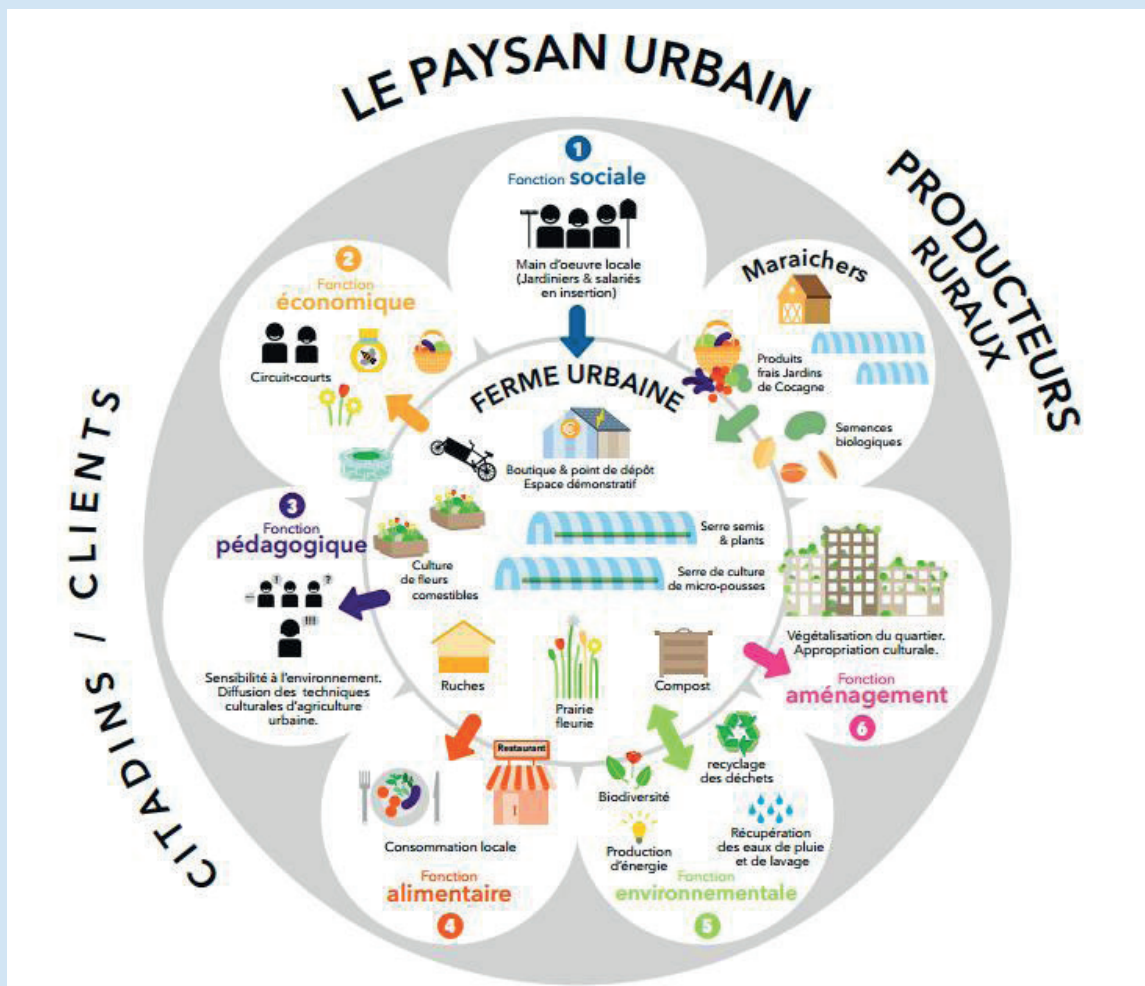 LE PAYSAN URBAIN
PRODUCTEURS
RURAUX
CITADINS / CLIENTS
1
Fonction sociale
Main d'oeuvre locale
(Jardiniers & salariés
en insertion)
2
Fonction
économique
Circuit-courts
Maraichers
Produits
frais Jardins
de Cocagne
Semences
biologiques
FERME URBAINE
€
Boutique & point de dépôt
Espace démonstratif
Serre semis
& plants
Serre de culture
de micro-pousses
Culture
de fleurs
comestibles
Ruches
Prairie
fleurie
Compost
3
Fonction
pédagogique
...
!
?
!!!
Sensibilité à l'environnement.
Diffusion des techniques
culturales d'agriculture
urbaine.
Végétalisation du quartier.
Appropriation culturale.
Fonction
aménagement
6
Restaurant
Consommation locale
Fonction
alimentaire
4
recyclage
des déchets
Biodiversité
Production
d'énergie
Récupération
des eaux de pluie
et de lavage
Fonction
environnementale
5